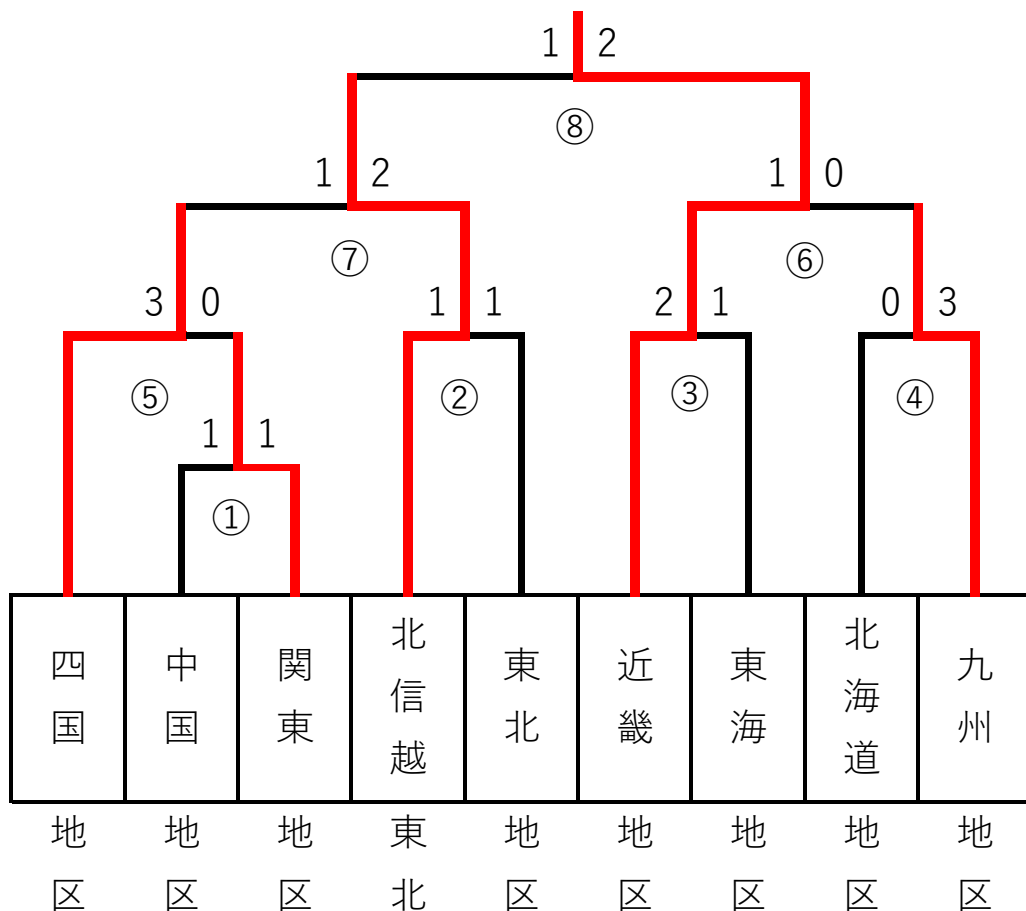 1 2
⑧
1 2
1 0
⑦
⑥
3 0
1 1
2 1
0 3
⑤
②
③
④
1 1
①
四国
中国
関東
北信越
東北
近畿
東海
北海道
九州
地区
地区
地区
東北
地区
地区
地区
地区
地区